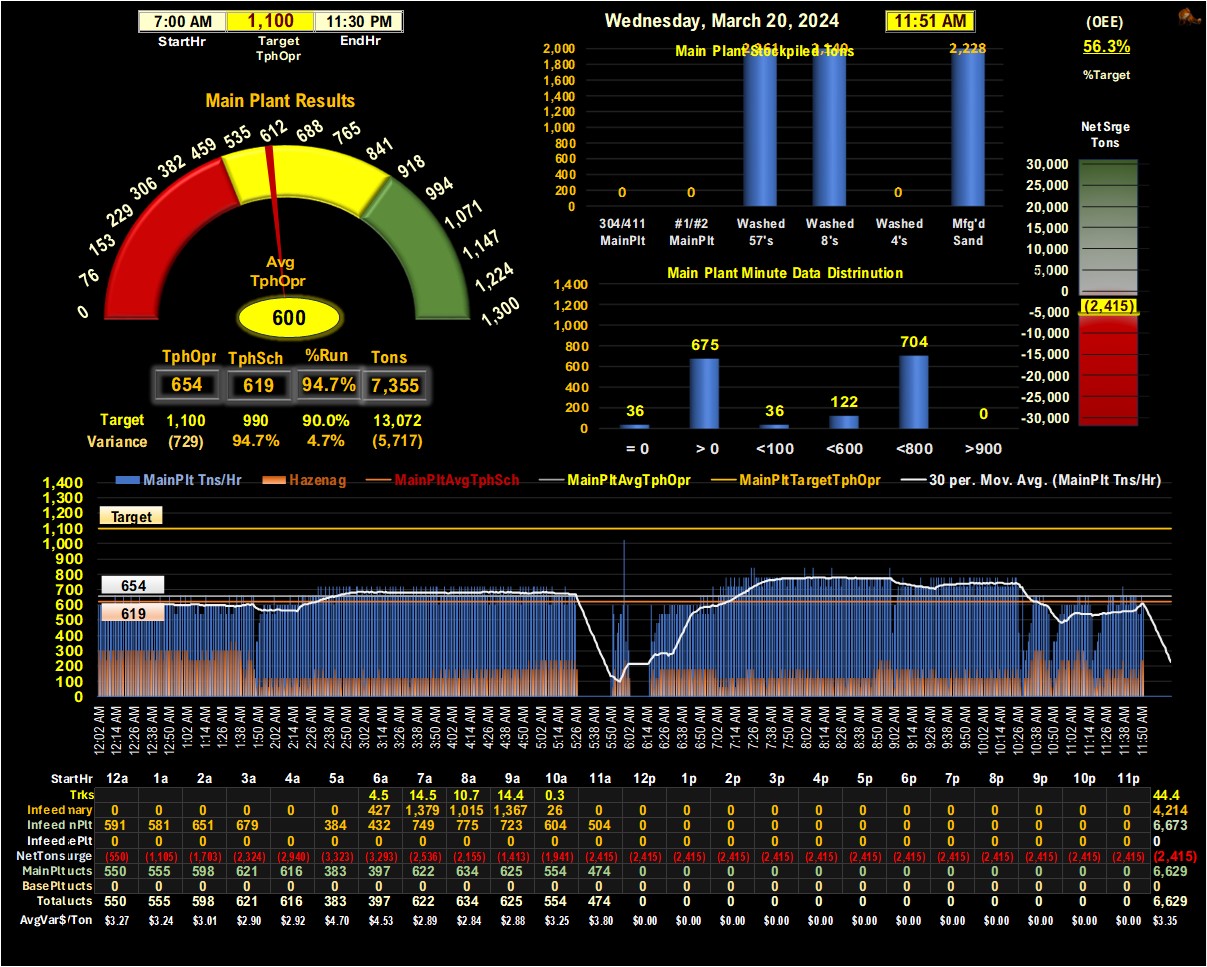 7:00 AM 1,100 11:30 PM
StartHr Target TphOpr EndHr
Wednesday, March 20, 2024 11:51 AM
(OEE)
56.3%
%Target
Main Plant Results
0 76 153 229 306 382 459 535 612 688 765 841 918 994 1,071 1,147 1,224 1,300
Avg
TphOpr
600
TphOpr TphSch %Run Tons
654 619 94.7% 7,355
Target 1,100 990 90.0% 13,072
Variance (729) 94.7% 4.7% (5,717)
Main Plant Stockpiled Tons
2,000
1,800
1,600
1,400
1,200
1,000
800
600
400
200
0
0 0 0 2,228
304/411 MainPlt
#1/#2 MainPlt
Washed 57's
Washed 8's
Washed 4's
Mfg'd Sand
Main Plant Minute Data Distrinution
1,400
1,200
1,000
800
600
400
200
0
36 675 36 122 704 0
= 0 > 0 <100 <600 <800 >900
Net Srge
Tons
30,000
25,000
20,000
15,000
10,000
5,000
0
(2,415)
-5,000
-10,000
-15,000
-20,000
-25,000
-30,000
MainPlt Tns/Hr Hazenag MainPltAvgTphSch MainPltAvgTphOpr MainPltTargetTphOpr 30 per. Mov. Avg. (MainPlt Tns/Hr)
1,400
1,300
1,200
1,100
1,000
900
800
700
600
500
400
300
200
100
0
Target
654
619
12:02 AM 12:14 AM 12:26 AM 12:38 AM 12:50 AM 1:02 AM 1:14 AM 1:26 AM 1:38 AM 1:50 AM 2:02 AM 2:14 AM 2:26 AM 2:38 AM 2:50 AM 3:02 AM 3:14 AM 3:26 AM 3:38 AM 3:50 AM 4:02 AM 4:14 AM 4:26 AM 4:38 AM 4:50 AM 5:02 AM 5:14 AM 5:26 AM 5:38 AM 5:50 AM 6:02 AM 6:14 AM 6:26 AM 6:38 AM 6:50 AM 7:02 AM 7:14 AM 7:26 AM 7:38 AM 7:50 AM 8:02 AM 8:14 AM 8:26 AM 8:38 AM 8:50 AM 9:02 AM 9:14 AM 9:26 AM 9:38 AM 9:50 AM 10:02 AM 10:14 AM 10:26 AM 10:38 AM 10:50 AM 11:02 AM 11:14 AM 11:26 AM 11:38 AM 11:50 AM
StartHr 12a 1a 2a 3a 4a 5a 6a 7a 8a 9a 10a 11a 12p 1p 2p 3p 4p 5p 6p 7p 8p 9p 10p 11p
Trks 4.5 14.5 10.7 14.4 0.3 44.4
Infeed nary 0 0 0 0 0 0 427 1,379 1,015 1,367 26 0 0 0 0 0 0 0 0 0 0 0 0 0 4,214
Infeed nPlt 591 581 651 679 384 432 749 775 723 604 504 0 0 0 0 0 0 0 0 0 0 0 0 6,673
Infeed ePlt 0 0 0 0 0 0 0 0 0 0 0 0 0 0 0 0 0 0 0 0 0 0 0 0
NetTons urge (550) (1,105) (1,703) (2,324) (2,940) (3,323) (3,293) (2,536) (2,155) (1,413) (1,941) (2,415) (2,415) (2,415) (2,415) (2,415) (2,415) (2,415) (2,415) (2,415) (2,415) (2,415) (2,415) (2,415) (2,415)
MainPlt ucts 550 555 598 621 616 383 397 622 634 625 554 474 0 0 0 0 0 0 0 0 0 0 0 0 6,629
BasePlt ucts 0 0 0 0 0 0 0 0 0 0 0 0 0 0 0 0 0 0 0 0 0 0 0 0 0
Total ucts 550 555 598 621 616 383 397 622 634 625 554 474 0 0 0 0 0 0 0 0 0 0 0 0 6,629
AvgVar$/Ton $3.27 $3.24 $3.01 $2.90 $2.92 $4.70 $4.53 $2.89 $2.84 $2.88 $3.25 $3.80 $0.00 $0.00 $0.00 $0.00 $0.00 $0.00 $0.00 $0.00 $0.00 $0.00 $0.00 $0.00 $3.35